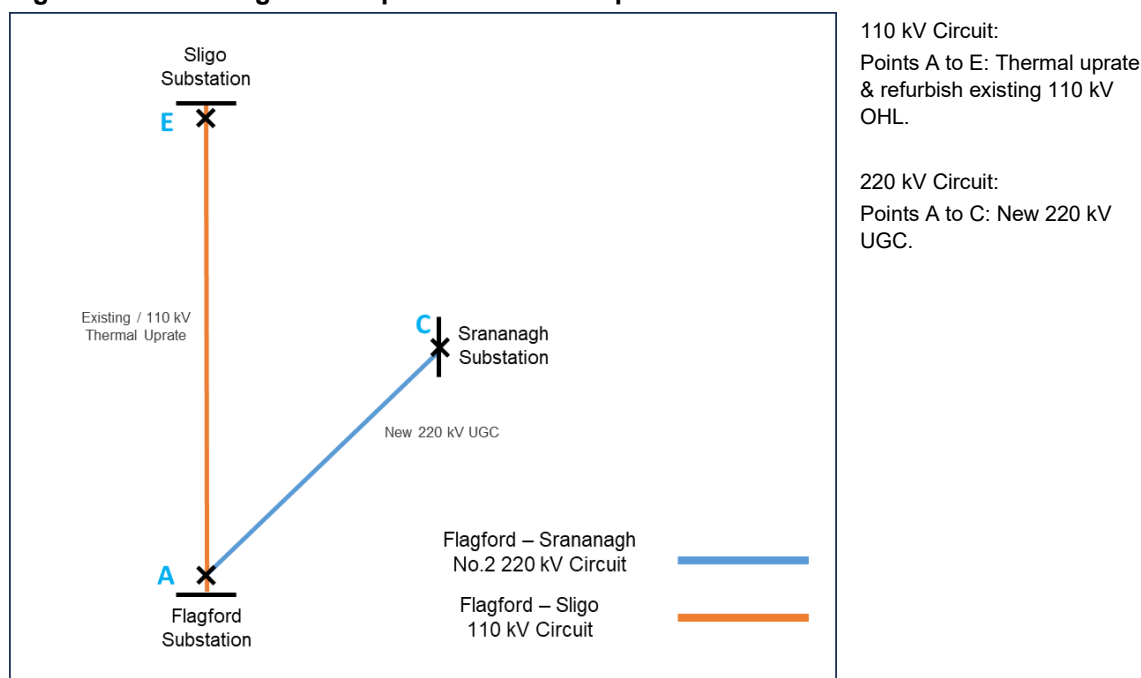 110 kV Circuit:
Points A to E: Thermal uprate
& refurbish existing 110 kV
OHL.
220 kV Circuit:
Points A to C: New 220 kV
UGC.
Sligo
Substation
E
Existing / 110 kV
Thermal Uprate
C
Srananagh
Substation
New 220 kV UGC
A
Flagford
Substation
Flagford – Srananagh
No.2 220 kV Circuit
Flagford – Sligo
110 kV Circuit